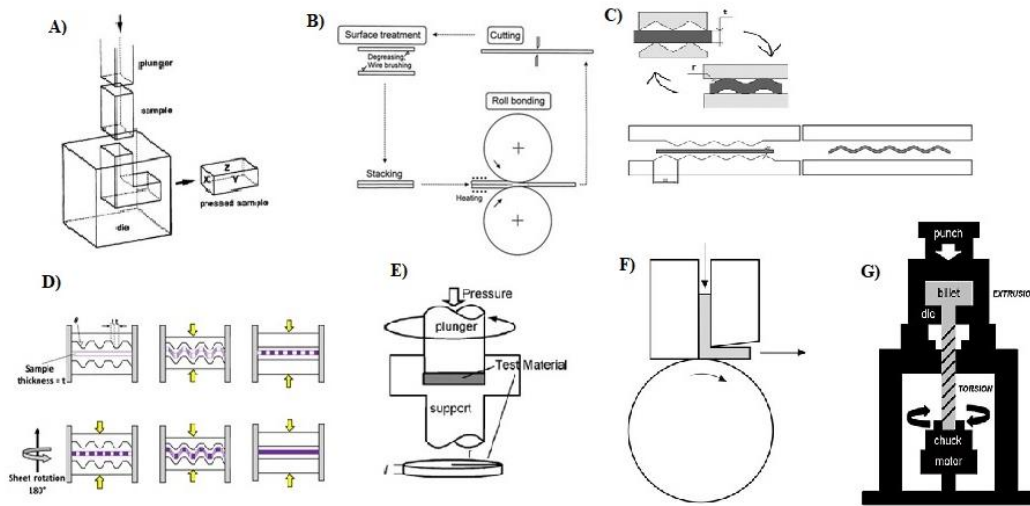 A)
plunger
sample
die
X
Z
Y
pressed sample
B)
Surface treatment
Degreasing,
Wire brushing
Cutting
Roll bonding
Stacking
Heating
C)
t
r
D)
Sample
thickness = t
Sheet rotation
180°
E)
Pressure
plunger
Test Material
support
F)
G)
punch
billet
EXTRUSIO
die
TORSION
chuck
motor